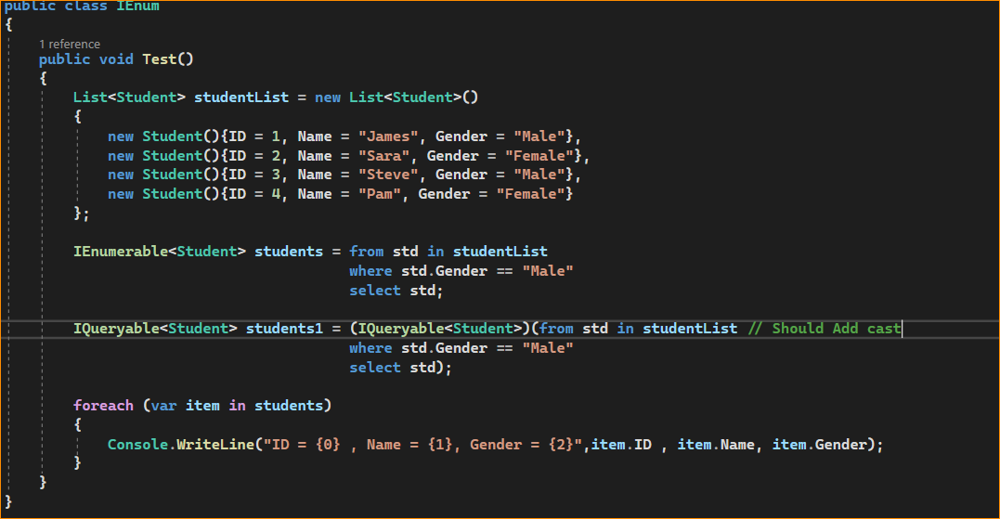 public class IEnum
{
1 reference
public void Test()
{
List<Student> studentList = new List<Student>()
{
new Student(){ID = 1, Name = "James", Gender = "Male"},
new Student(){ID = 2, Name = "Sara", Gender = "Female"},
new Student(){ID = 3, Name = "Steve", Gender = "Male"},
new Student(){ID = 4, Name = "Pam", Gender = "Female"}
};
IEnumerable<Student> students = from std in studentList
where std.Gender == "Male"
select std;
IQueryable<Student> students1 = (IQueryable<Student>)(from std in studentList // Should Add cast
where std.Gender == "Male"
select std);
foreach (var item in students)
{
Console.WriteLine("ID = {0} , Name = {1}, Gender = {2}",item.ID , item.Name, item.Gender);
}
}
}